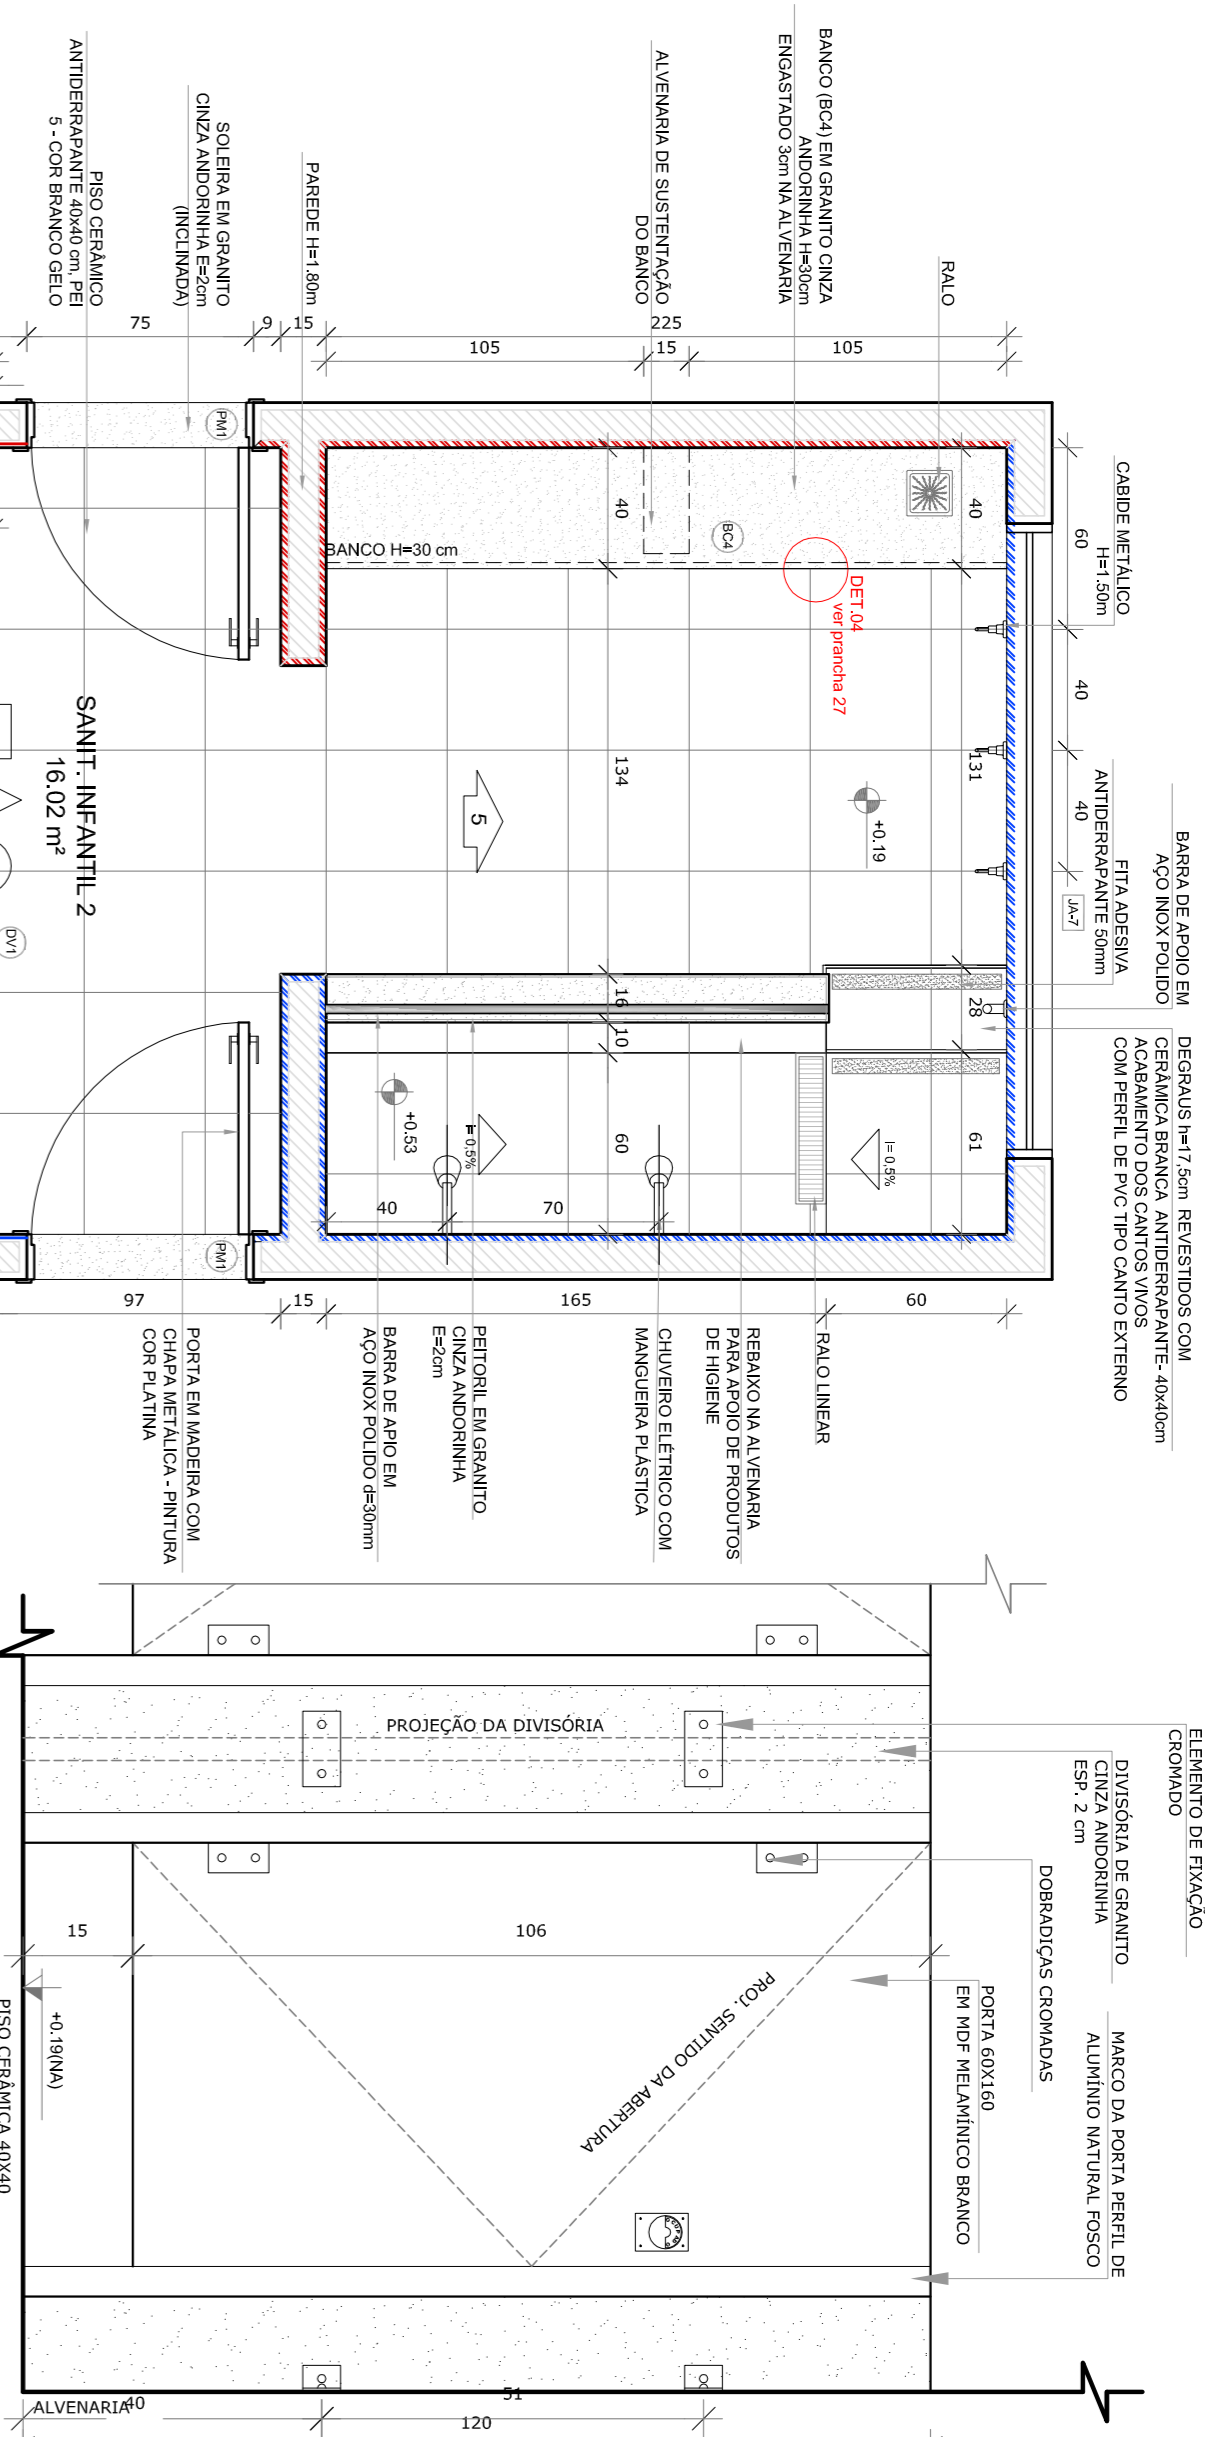 ELEMENTO DE FIXAÇÃO
CROMADO
DIVISÓRIA DE GRANITO
CINZA ANDORINHA
ESP. 2 cm
DOBRADIÇAS CROMADAS
MARCO DA PORTA PERFIL DE
ALUMÍNIO NATURAL FOSCO
PORTA 60X160
EM MDF MELAMÍNICO BRANCO
PROJEÇÃO DA DIVISÓRIA
PROJ. SENTIDO DA ABERTURA
106
15
+0.19(NA)
PISO CERÂMICA 40X40
ALVENARIA
40
51
120
BARRA DE APOIO EM
AÇO INOX POLIDO
DEGRAUS h=17,5cm REVESTIDOS COM
CERÂMICA BRANCA ANTIDERRAPANTE- 40x40cm
ACABAMENTO DOS CANTOS VIVOS
COM PERFIL DE PVC TIPO CANTO EXTERNO
CABIDE METÁLICO
H=1.50m
FITA ADESIVA
ANTIDERRAPANTE 50mm
60
40
40
JA-7
RALO
BANCO (BC4) EM GRANITO CINZA
ANDORINHA H=30cm
ENGASTADO 3cm NA ALVENARIA
ALVENARIA DE SUSTENTAÇÃO
DO BANCO
PAREDE H=1.80m
SOLEIRA EM GRANITO
CINZA ANDORINHA E=2cm
(INCLINADA)
PISO CERÂMICO
ANTIDERRAPANTE 40x40 cm, PEI
5 - COR BRANCO GELO
225
105
15
105
15
9
75
40
131
28
61
DET.04
ver prancha 27
BC4
+0.19
I= 0,5%
40
134
16
10
60
BANCO H=30 cm
5
+0.53
i= 0,5%
40
70
PM1
PM1
SANIT. INFANTIL 2
16.02 m²
DV1
60
165
15
97
RALO LINEAR
REBAIXO NA ALVENARIA
PARA APOIO DE PRODUTOS
DE HIGIENE
CHUVEIRO ELÉTRICO COM
MANGUEIRA PLÁSTICA
PEITORIL EM GRANITO
CINZA ANDORINHA
E=2cm
BARRA DE APIO EM
AÇO INOX POLIDO d=30mm
PORTA EM MADEIRA COM
CHAPA METÁLICA - PINTURA
COR PLATINA